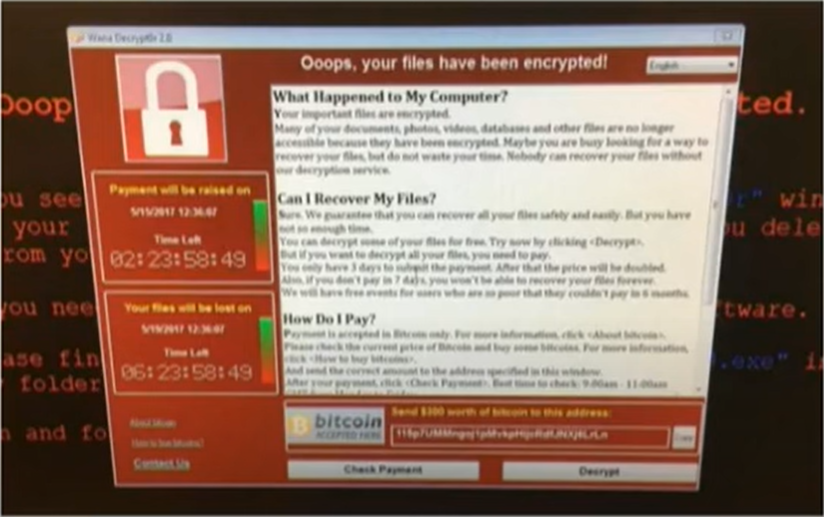 Wana Decrypt0r 2.0
Ooops, your files have been encrypted!
English
What Happened to My Computer?
Your important files are encrypted.
Many of your documents, photos, videos, databases and other files are no longer
accessible because they have been encrypted. Maybe you are busy looking for a way to
recover your files, but do not waste your time. Nobody can recover your files without
our decryption service.
Can I Recover My Files?
Sure. We guarantee that you can recover all your files safely and easily. But you have
not so enough time.
You can decrypt some of your files for free. Try now by clicking <Decrypt>.
But if you want to decrypt all your files, you need to pay.
You only have 3 days to submit the payment. After that the price will be doubled.
Also, if you don't pay in 7 days, you won't be able to recover your files forever.
We will have free events for users who are so poor that they couldn't pay in 6 months.
How Do I Pay?
Payment is accepted in Bitcoin only. For more information, click <About bitcoin>.
Please check the current price of Bitcoin and buy some bitcoins. For more information,
click <How to buy bitcoins>.
And send the correct amount to the address specified in this window.
After your payment, click <Check Payment>. Best time to check: 9:00am - 11:00am
Payment will be raised on
5/15/2017 12:36:07
Time Left
02:23:58:49
Your files will be lost on
5/19/2017 12:36:07
Time Left
06:23:58:49
About bitcoin
How to buy bitcoins?
Contact Us
bitcoin
ACCEPTED HERE
Send $300 worth of bitcoin to this address:
Copy
Check Payment
Decrypt
Ooop
ted.
ou see
win
your
u dele
rom yo
you nee
tware.
ase fin
.exe" i
folder
n and fo